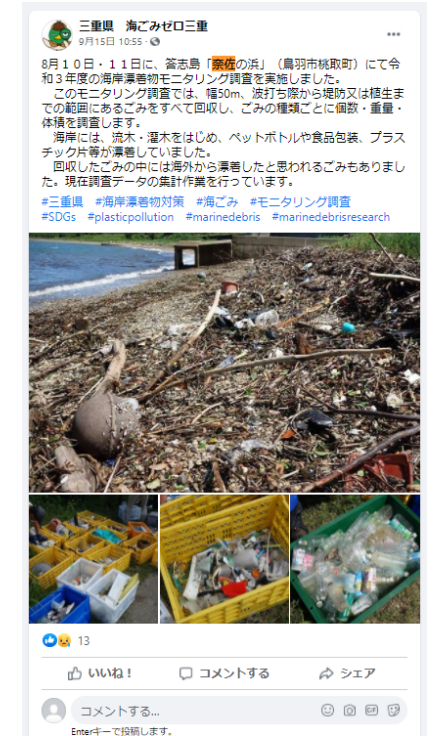 三重県 海ごみゼロ三重
9月15日 10:55
8月１０日・１１日に、答志島「奈佐の浜」（鳥羽市桃取町）にて令
和３年度の海岸漂着物モニタリング調査を実施しました。
このモニタリング調査では、幅50m、波打ち際から堤防又は植生ま
での範囲にあるごみをすべて回収し、ごみの種類ごとに個数・重量・
体積を調査します。
海岸には、流木・灌木をはじめ、ペットボトルや食品包装、プラス
チック片等が漂着していました。
回収したごみの中には海外から漂着したと思われるごみもありまし
た。現在調査データの集計作業を行っています。
#三重県 #海岸漂着物対策 #海ごみ #モニタリング調査
#SDGs #plasticpollution #marinedebris #marinedebrisresearch
13
いいね！ コメントする シェア
コメントする...
GIF
Enterキーで投稿します。